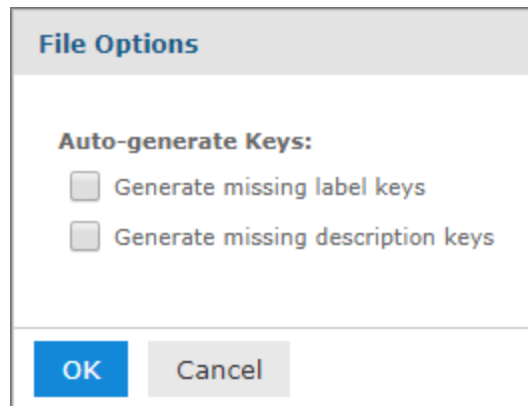 File Options
Auto-generate Keys:
Generate missing label keys
Generate missing description keys
OK Cancel